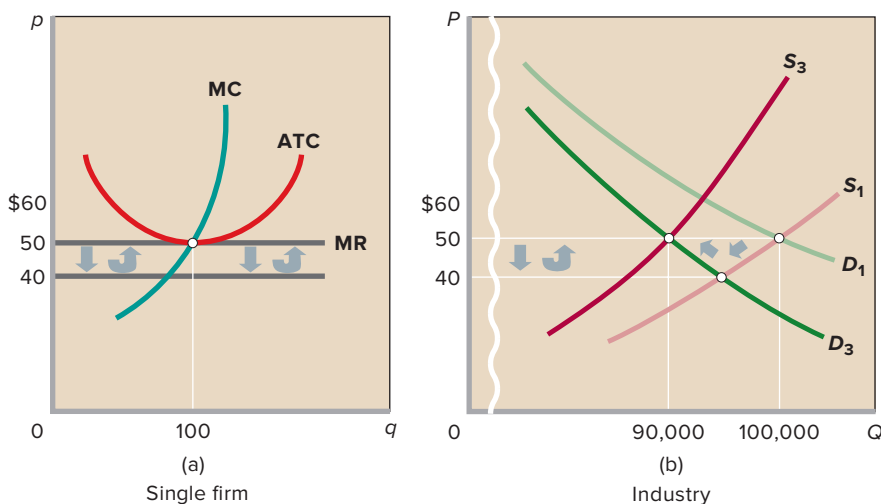 p
MC
ATC
$60
50
MR
40
0
100
q
(a)
Single firm
P
S3
$60
S1
50
40
D1
D3
0
90,000
100,000
Q
(b)
Industry